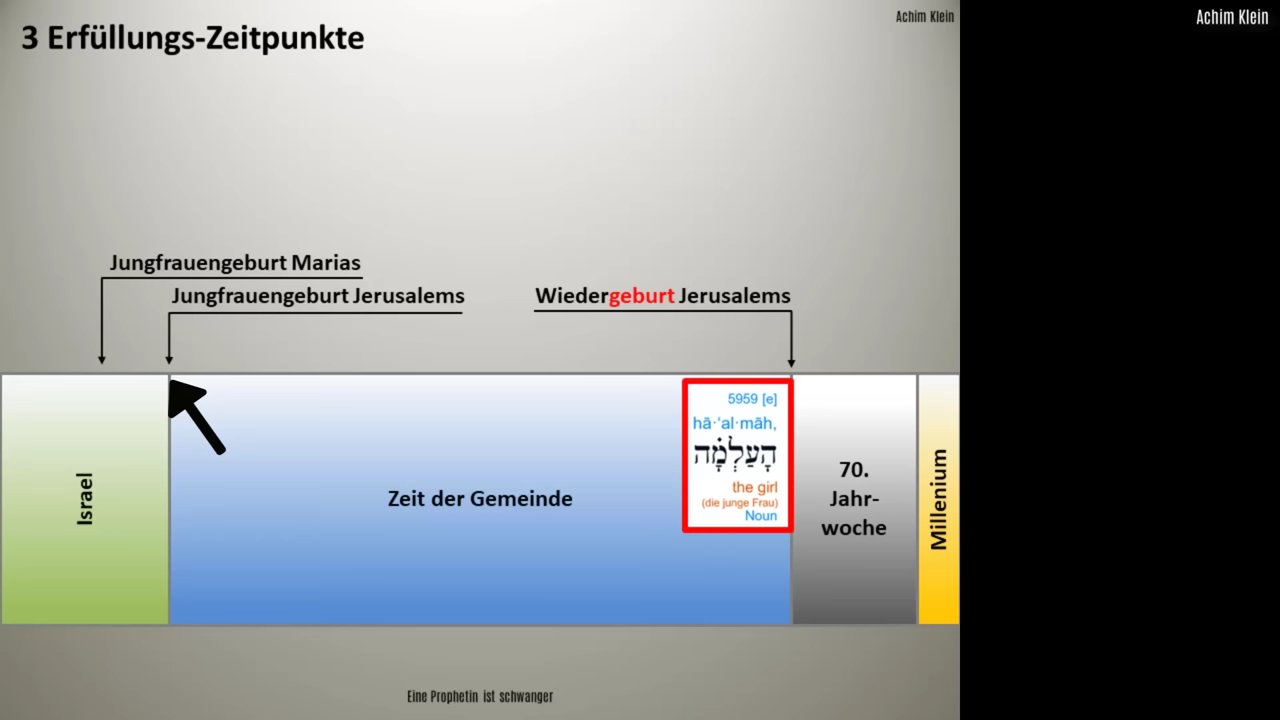 Achim Klein
Achim Klein
3 Erfüllungs-Zeitpunkte
Jungfrauengeburt Marias
Jungfrauengeburt Jerusalems
Wiedergeburt Jerusalems
Israel
Zeit der Gemeinde
5959 [e]
hā·‘al·māh,
הָעַלְמָ֗ה
the girl
(die junge Frau)
Noun
70.
Jahr-
woche
Millenium
Eine Prophetin ist schwanger